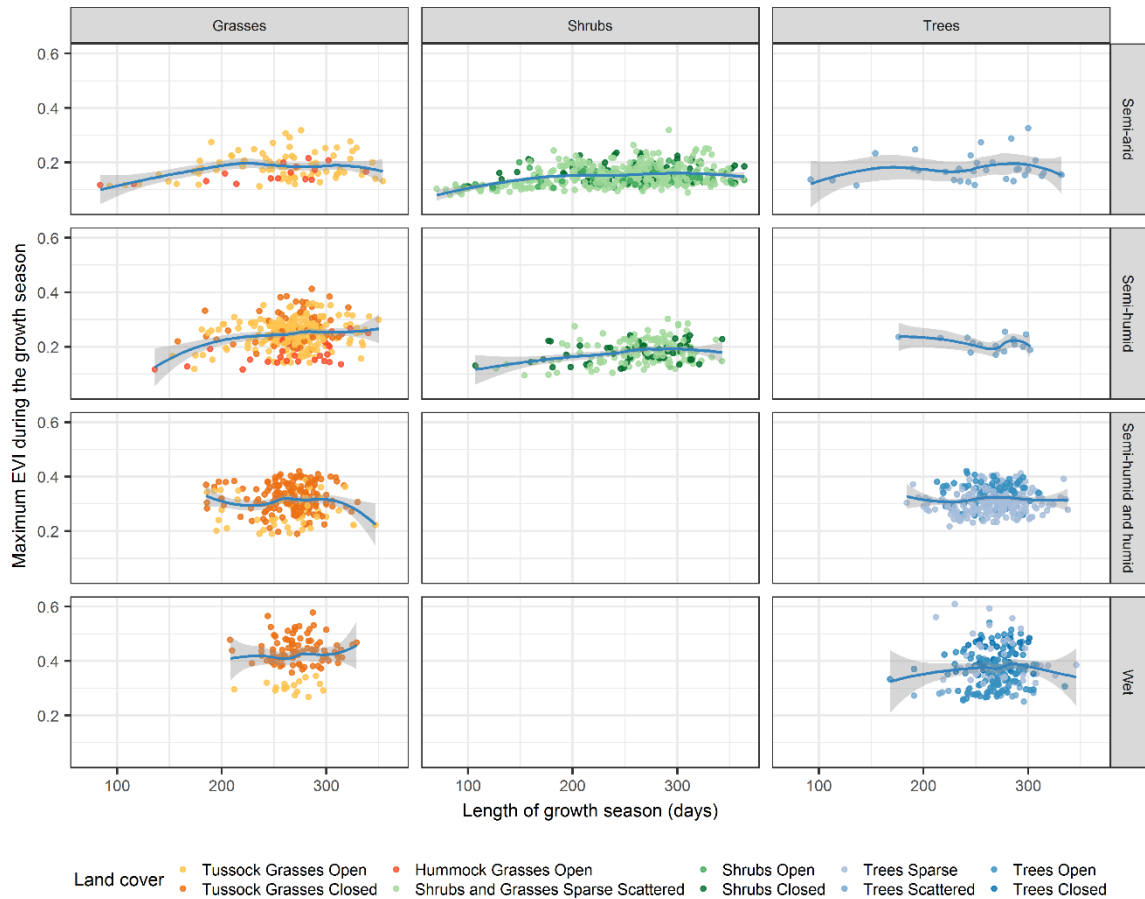 Grasses Shrubs Trees
0.6
0.4
0.2
Semi-arid
0.6
0.4
0.2
Semi-humid
0.6
0.4
0.2
Semi-humid and humid
0.6
0.4
0.2
Wet
Maximum EVI during the growth season
100 200 300 100 200 300 100 200 300
Length of growth season (days)
Land cover
Tussock Grasses Open Hummock Grasses Open Shrubs Open Trees Sparse Trees Open
Tussock Grasses Closed Shrubs and Grasses Sparse Scattered Shrubs Closed Trees Scattered Trees Closed